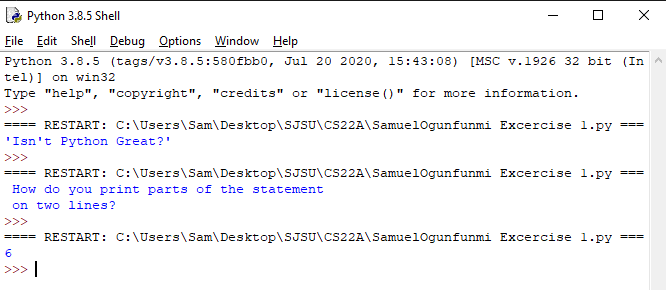 Python 3.8.5 Shell
File Edit Shell Debug Options Window Help
Python 3.8.5 (tags/v3.8.5:580fbb0, Jul 20 2020, 15:43:08) [MSC v.1926 32 bit (In
tel)] on win32
Type "help", "copyright", "credits" or "license()" for more information.
>>>
==== RESTART: C:\Users\Sam\Desktop\SJSU\CS22A\SamuelOgunfunmi Excercise 1.py ===
'Isn't Python Great?'
>>>
==== RESTART: C:\Users\Sam\Desktop\SJSU\CS22A\SamuelOgunfunmi Excercise 1.py ===
 How do you print parts of the statement
 on two lines?
>>>
==== RESTART: C:\Users\Sam\Desktop\SJSU\CS22A\SamuelOgunfunmi Excercise 1.py ===
6
>>>